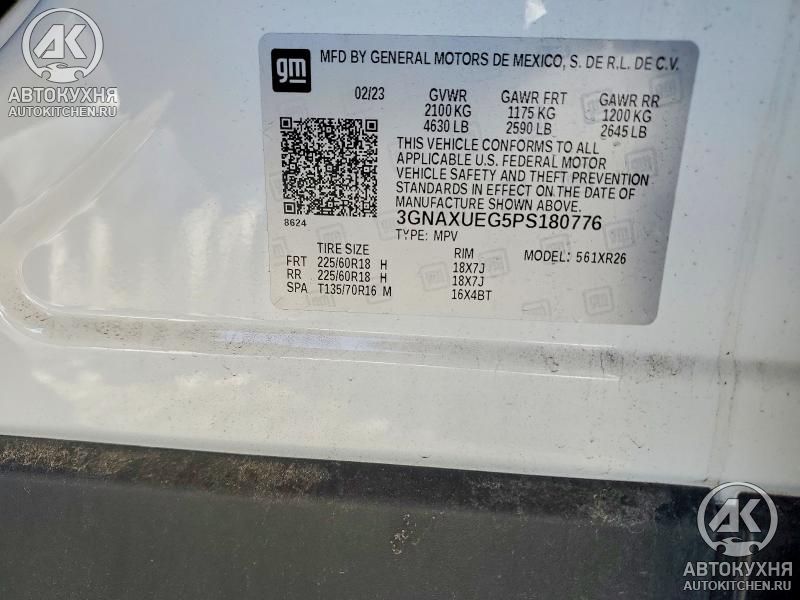 AK
АВТОКУХНЯ
AUTOKITCHEN.RU
gm
MFD BY GENERAL MOTORS DE MEXICO, S. DE R.L. DE C.V.
02/23 GVWR GAWR FRT GAWR RR
2100 KG 1175 KG 1200 KG
4630 LB 2590 LB 2645 LB
THIS VEHICLE CONFORMS TO ALL
APPLICABLE U.S. FEDERAL MOTOR
VEHICLE SAFETY AND THEFT PREVENTION
STANDARDS IN EFFECT ON THE DATE OF
MANUFACTURE SHOWN ABOVE.
8624
3GNAXUEG5PS180776
TYPE: MPV
TIRE SIZE RIM MODEL: 561XR26
FRT 225/60R18 H 18X7J
RR 225/60R18 H 18X7J
SPA T135/70R16 M 16X4BT
AK
АВТОКУХНЯ
AUTOKITCHEN.RU